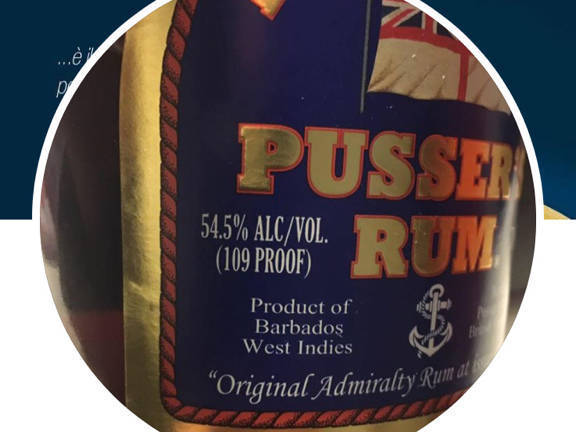 ...è il
PUSSER'S
RUM
54.5% ALC/VOL.
(109 PROOF)
Product of
Barbados
West Indies
"Original Admiralty Rum at